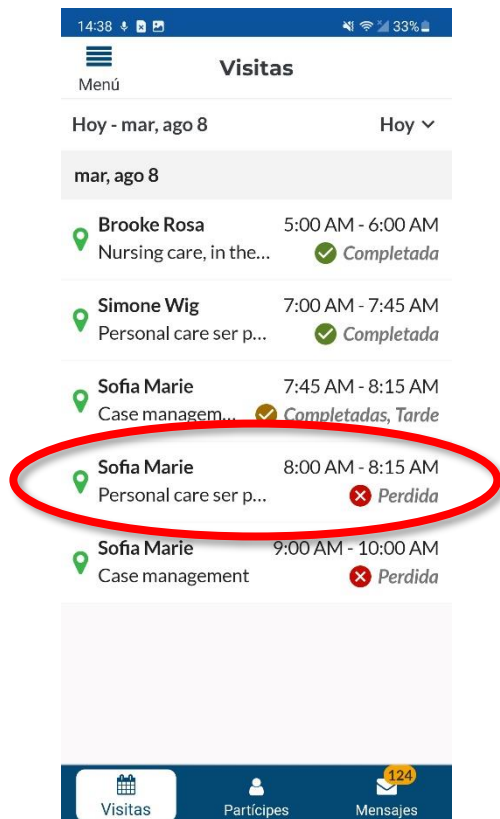 14:38 33%
Menú
Visitas
Hoy - mar, ago 8 Hoy
mar, ago 8
Brooke Rosa 5:00 AM - 6:00 AM
Nursing care, in the... Completada
Simone Wig 7:00 AM - 7:45 AM
Personal care ser p... Completada
Sofia Marie 7:45 AM - 8:15 AM
Case managem... Completadas, Tarde
Sofia Marie 8:00 AM - 8:15 AM
Personal care ser p... Perdida
Sofia Marie 9:00 AM - 10:00 AM
Case management Perdida
124
Visitas Partícipes Mensajes